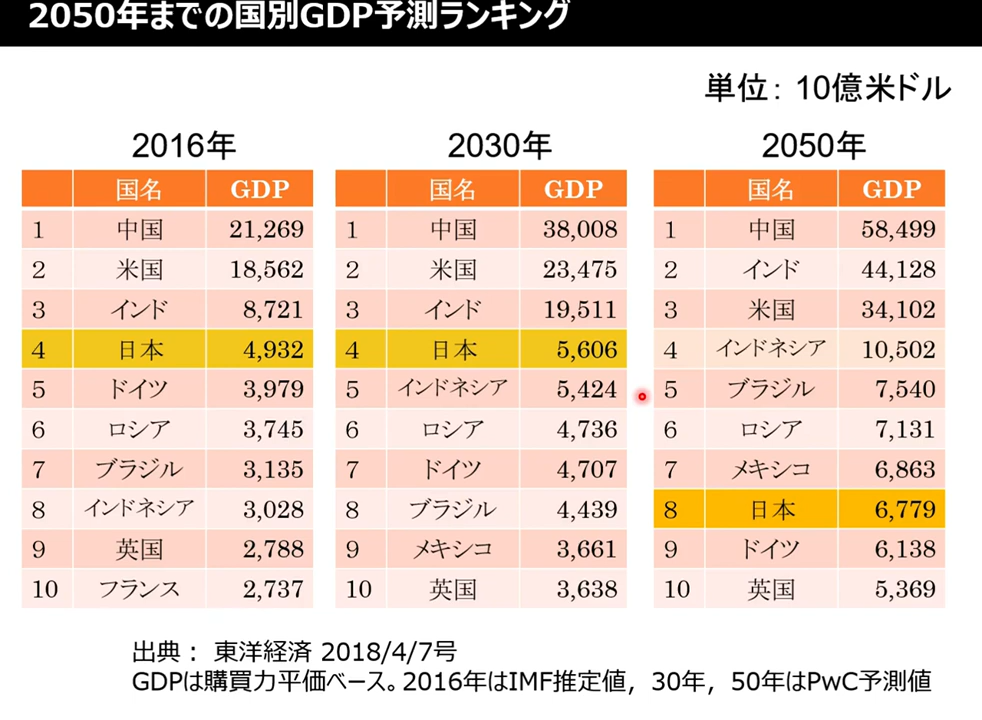 2050年までの国別GDP予測ランキング
単位： 10億米ドル
2016年
国名 GDP
1 中国 21,269
2 米国 18,562
3 インド 8,721
4 日本 4,932
5 ドイツ 3,979
6 ロシア 3,745
7 ブラジル 3,135
8 インドネシア 3,028
9 英国 2,788
10 フランス 2,737
2030年
国名 GDP
1 中国 38,008
2 米国 23,475
3 インド 19,511
4 日本 5,606
5 インドネシア 5,424
6 ロシア 4,736
7 ドイツ 4,707
8 ブラジル 4,439
9 メキシコ 3,661
10 英国 3,638
2050年
国名 GDP
1 中国 58,499
2 インド 44,128
3 米国 34,102
4 インドネシア 10,502
5 ブラジル 7,540
6 ロシア 7,131
7 メキシコ 6,863
8 日本 6,779
9 ドイツ 6,138
10 英国 5,369
出典： 東洋経済 2018/4/7号
GDPは購買力平価ベース。2016年はIMF推定値，30年，50年はPwC予測値